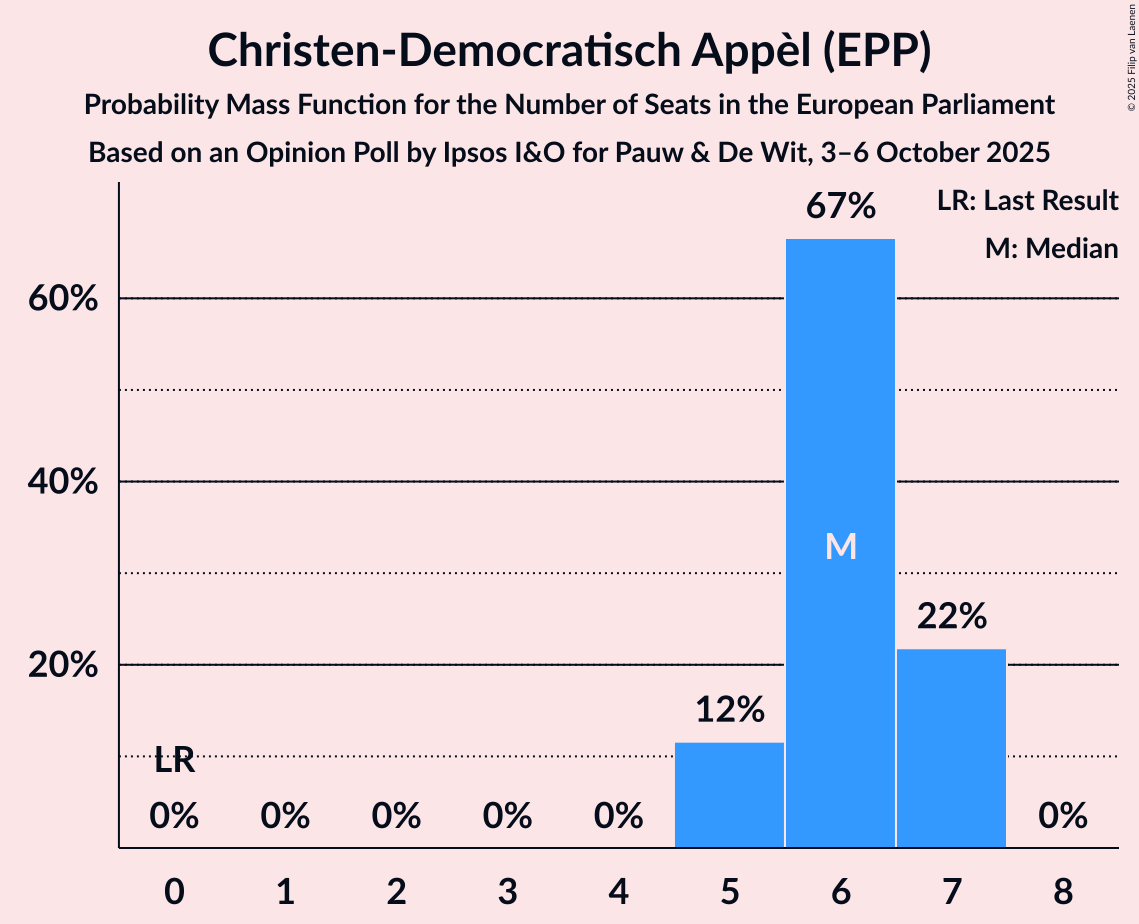 Christen-Democratisch Appèl (EPP)
Probability Mass Function for the Number of Seats in the European Parliament
Based on an Opinion Poll by Ipsos I&O for Pauw & De Wit, 3–6 October 2025
© 2025 Filip van Laenen
LR: Last Result
M: Median
67%
60%
40%
M
22%
20%
12%
LR
0% 0% 0% 0% 0% 0%
0 1 2 3 4 5 6 7 8